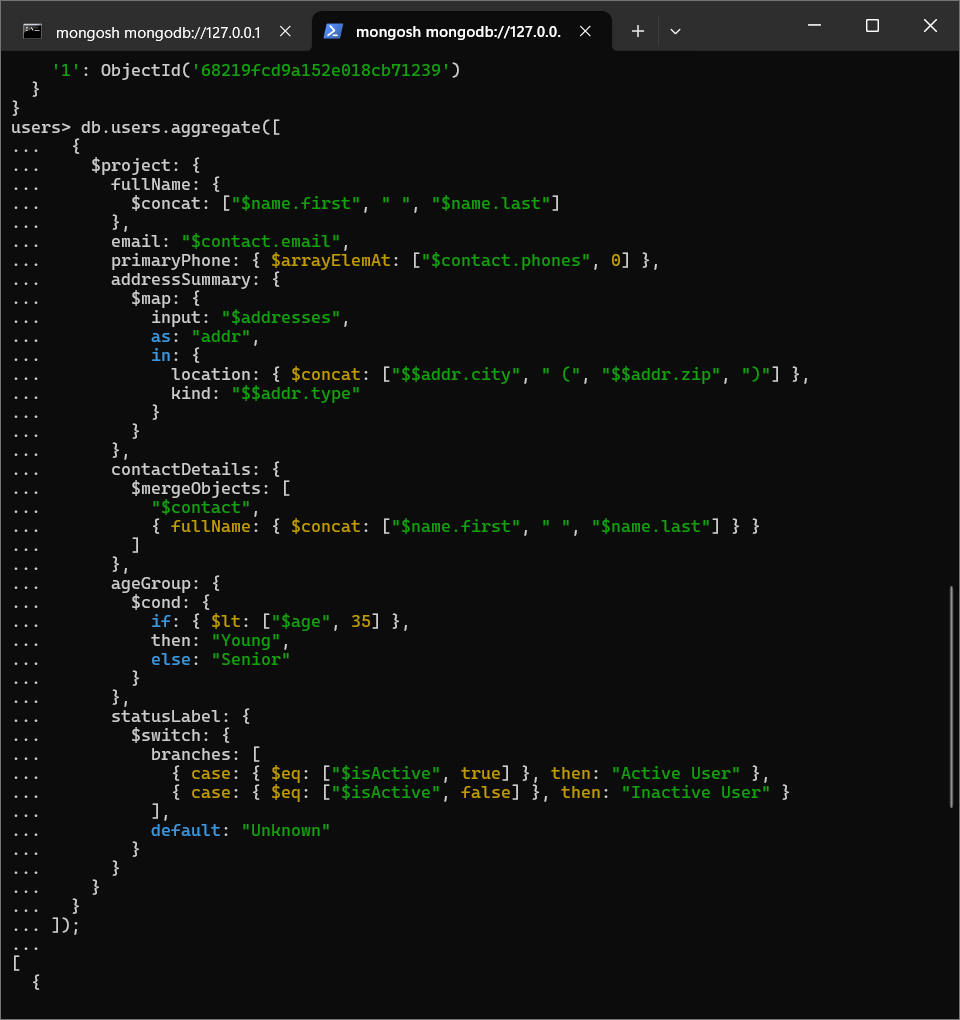 mongosh mongodb://127.0.0.1
mongosh mongodb://127.0.0.
    '1': ObjectId('68219fcd9a152e018cb71239')
  }
}
users> db.users.aggregate([
...   {
...     $project: {
...       fullName: {
...         $concat: ["$name.first", " ", "$name.last"]
...       },
...       email: "$contact.email",
...       primaryPhone: { $arrayElemAt: ["$contact.phones", 0] },
...       addressSummary: {
...         $map: {
...           input: "$addresses",
...           as: "addr",
...           in: {
...             location: { $concat: ["$$addr.city", " (", "$$addr.zip", ")"] },
...             kind: "$$addr.type"
...           }
...         }
...       },
...       contactDetails: {
...         $mergeObjects: [
...           "$contact",
...           { fullName: { $concat: ["$name.first", " ", "$name.last"] } }
...         ]
...       },
...       ageGroup: {
...         $cond: {
...           if: { $lt: ["$age", 35] },
...           then: "Young",
...           else: "Senior"
...         }
...       },
...       statusLabel: {
...         $switch: {
...           branches: [
...             { case: { $eq: ["$isActive", true] }, then: "Active User" },
...             { case: { $eq: ["$isActive", false] }, then: "Inactive User" }
...           ],
...           default: "Unknown"
...         }
...       }
...     }
...   }
... ]);
...
[
  {